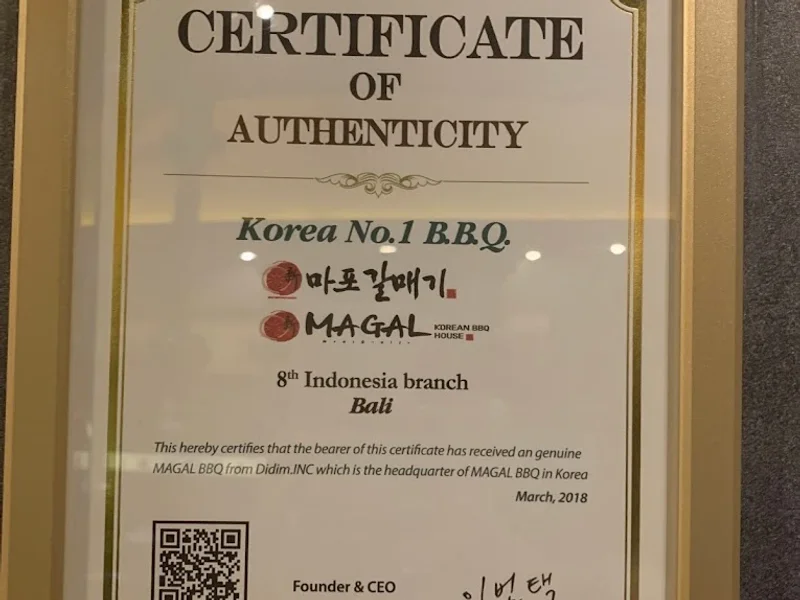 CERTIFICATE
OF
AUTHENTICITY
Korea No.1 B.B.Q.
마포갈매기
MAGAL KOREAN BBQ
HOUSE
8th Indonesia branch
Bali
This hereby certifies that the bearer of this certificate has received an genuine
MAGAL BBQ from Didim.INC which is the headquarter of MAGAL BBQ in Korea
March, 2018
Founder & CEO